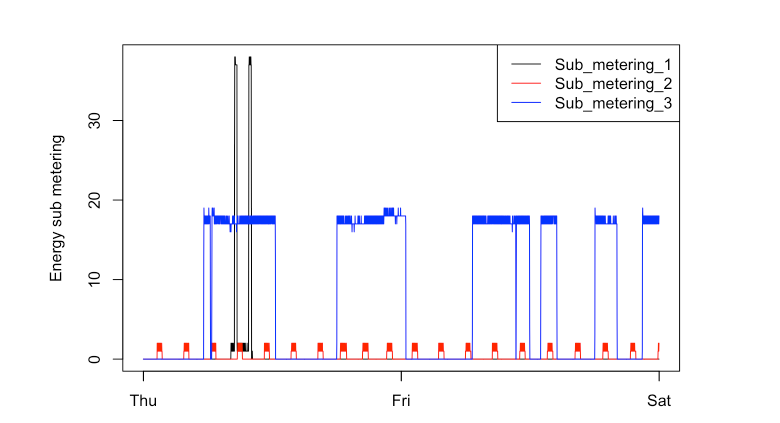 Sub_metering_1
Sub_metering_2
Sub_metering_3
Energy sub metering
30
20
10
0
Thu
Fri
Sat